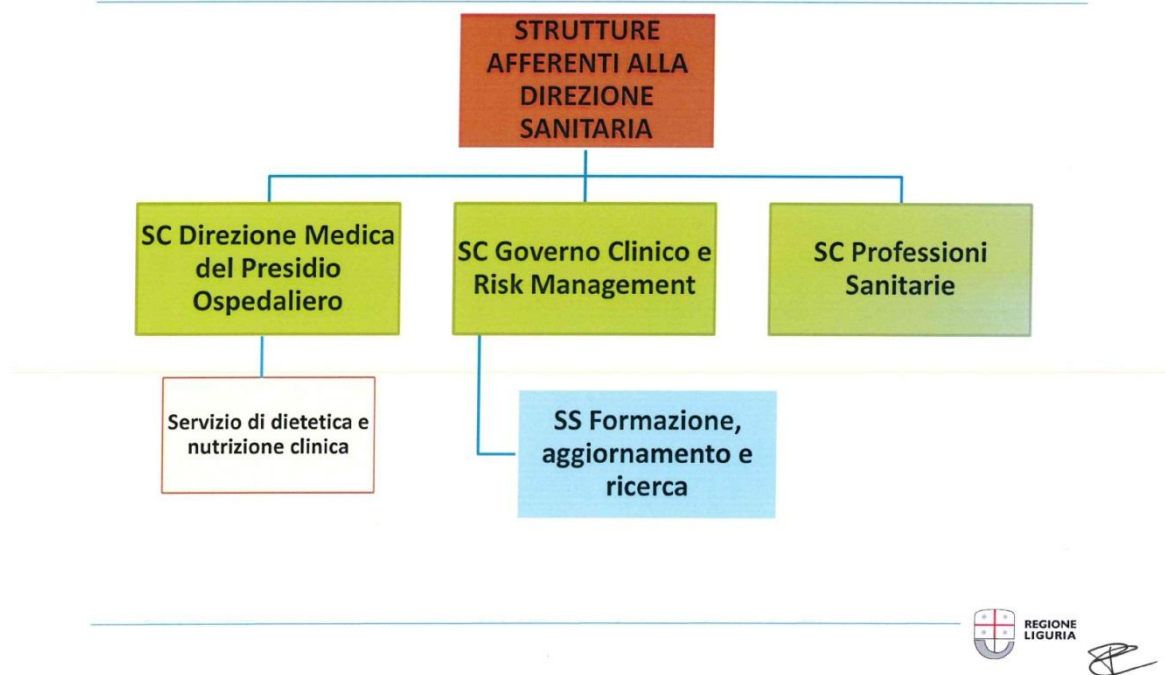 STRUTTURE
AFFERENTI ALLA
DIREZIONE
SANITARIA
SC Direzione Medica
del Presidio
Ospedaliero
SC Governo Clinico e
Risk Management
SC Professioni
Sanitarie
Servizio di dietetica e
nutrizione clinica
SS Formazione,
aggiornamento e
ricerca
REGIONE
LIGURIA